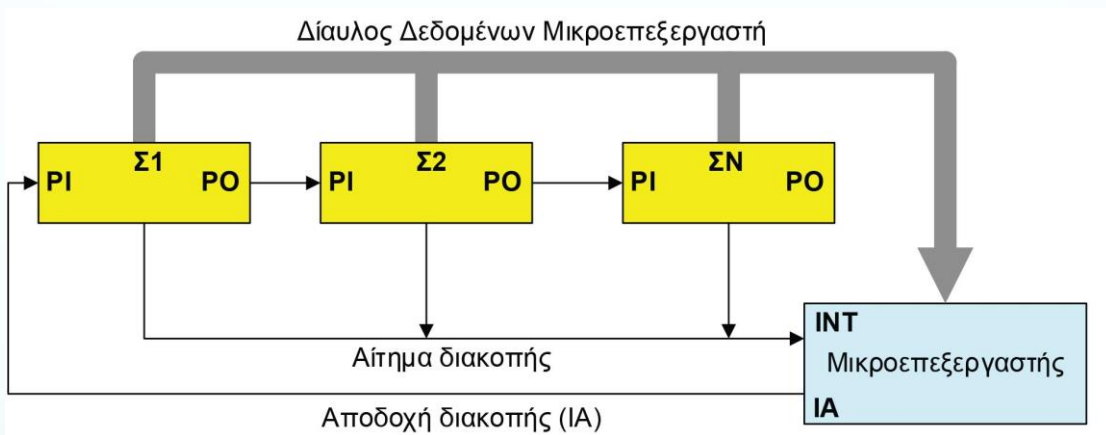 Δίαυλος Δεδομένων Μικροεπεξεργαστή
Σ1
PI
PO
Σ2
PI
PO
ΣN
PI
PO
INT
Αίτημα διακοπής
Μικροεπεξεργαστής
IA
Αποδοχή διακοπής (IA)